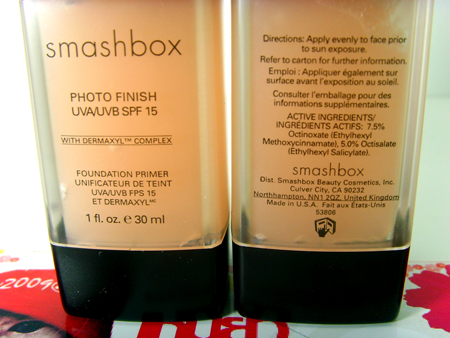 smashbox
PHOTO FINISH
UVA/UVB SPF 15
WITH DERMAXYL™ COMPLEX
FOUNDATION PRIMER
UNIFICATEUR DE TEINT
UVA/UVB FPS 15
ET DERMAXYL MC
1 fl. oz. e 30 ml
Directions: Apply evenly to face prior
to sun exposure.
Refer to carton for further information.
Emploi : Appliquer également sur
surface avant l'exposition au soleil.
Consulter l'emballage pour des
informations supplémentaires.
ACTIVE INGREDIENTS/
INGRÉDIENTS ACTIFS: 7.5%
Octinoxate (Ethylhexyl
Methoxycinnamate), 5.0% Octisalate
(Ethylhexyl Salicylate).
smashbox
Dist. Smashbox Beauty Cosmetics, Inc.
Culver City, CA 90232
Northhampton, NN1 2QZ, United Kingdom
Made in U.S.A. Fait aux États-Unis
53806
2009